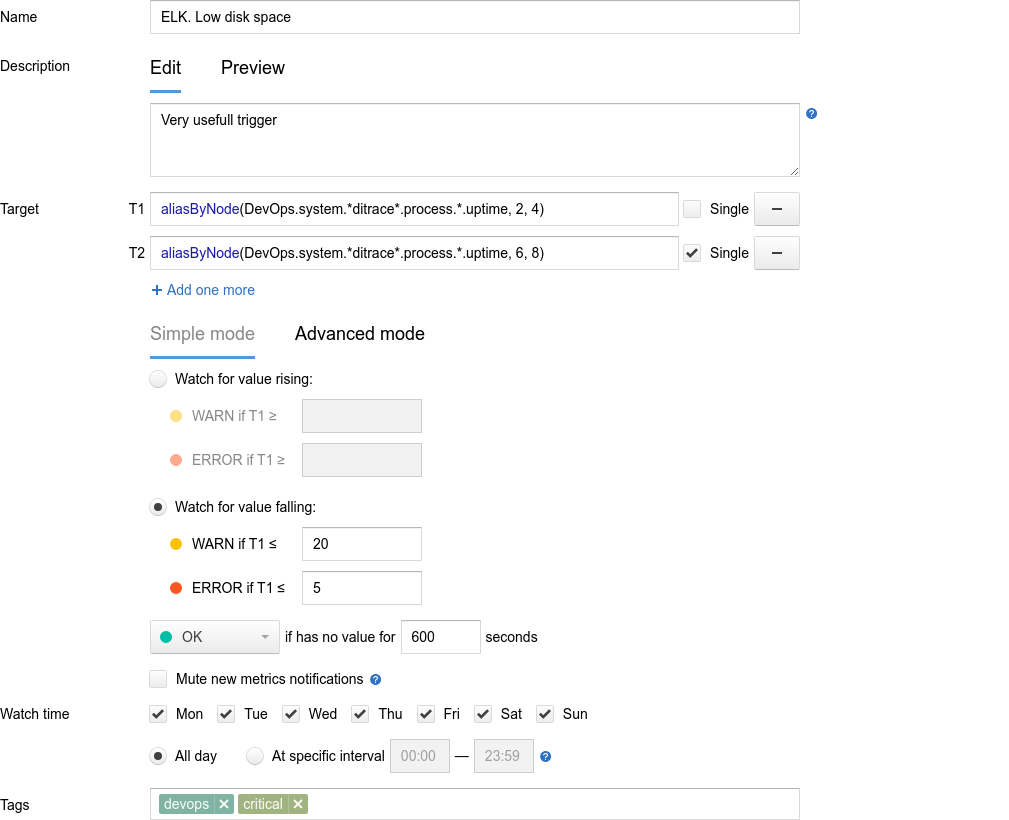 Name ELK. Low disk space
Description Edit Preview
Very usefull trigger ?
Target T1 aliasByNode(DevOps.system.*ditrace*.process.*.uptime, 2, 4) Single −
T2 aliasByNode(DevOps.system.*ditrace*.process.*.uptime, 6, 8) Single −
+ Add one more
Simple mode Advanced mode
Watch for value rising:
WARN if T1 ≥
ERROR if T1 ≥
Watch for value falling:
WARN if T1 ≤ 20
ERROR if T1 ≤ 5
OK if has no value for 600 seconds
Mute new metrics notifications ?
Watch time Mon Tue Wed Thu Fri Sat Sun
All day At specific interval 00:00 — 23:59 ?
Tags devops × critical ×